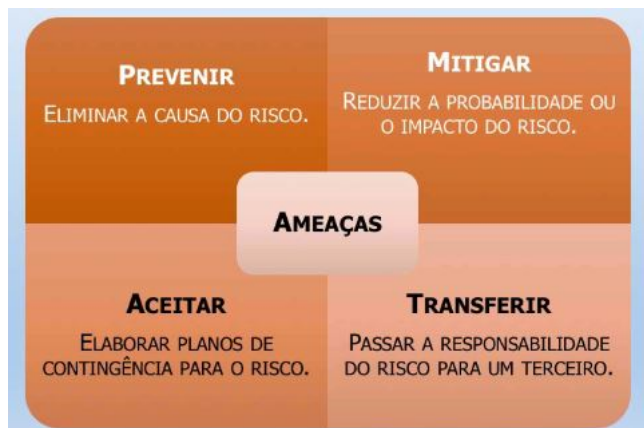 PREVENIR
ELIMINAR A CAUSA DO RISCO.
MITIGAR
REDUZIR A PROBABILIDADE OU
O IMPACTO DO RISCO.
AMEAÇAS
ACEITAR
ELABORAR PLANOS DE
CONTINGÊNCIA PARA O RISCO.
TRANSFERIR
PASSAR A RESPONSABILIDADE
DO RISCO PARA UM TERCEIRO.